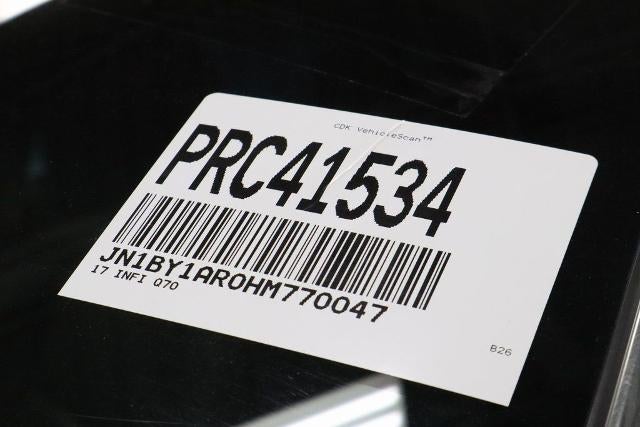 CDK VehicleScan™
PRC41534
JN1BY1AR0HM770047
17 INFI Q70
B26